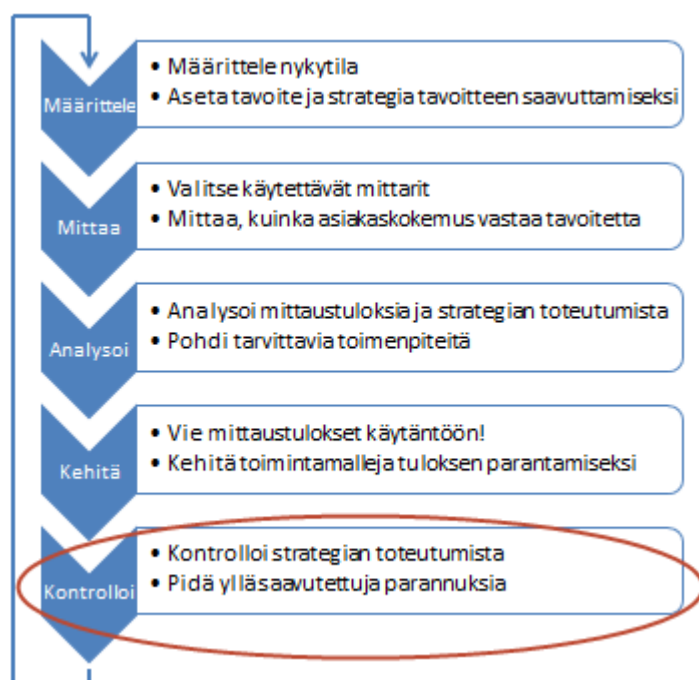 Määrittele
• Määrittele nykytila
• Aseta tavoite ja strategia tavoitteen saavuttamiseksi
Mittaa
• Valitse käytettävät mittarit
• Mittaa, kuinka asiakaskokemus vastaa tavoitetta
Analysoi
• Analysoi mittaustuloksia ja strategian toteutumista
• Pohdi tarvittavia toimenpiteitä
Kehitä
• Vie mittaustulokset käytäntöön!
• Kehitä toimintamalleja tuloksen parantamiseksi
Kontrolloi
• Kontrolloi strategian toteutumista
• Pidä yllä saavutettuja parannuksia